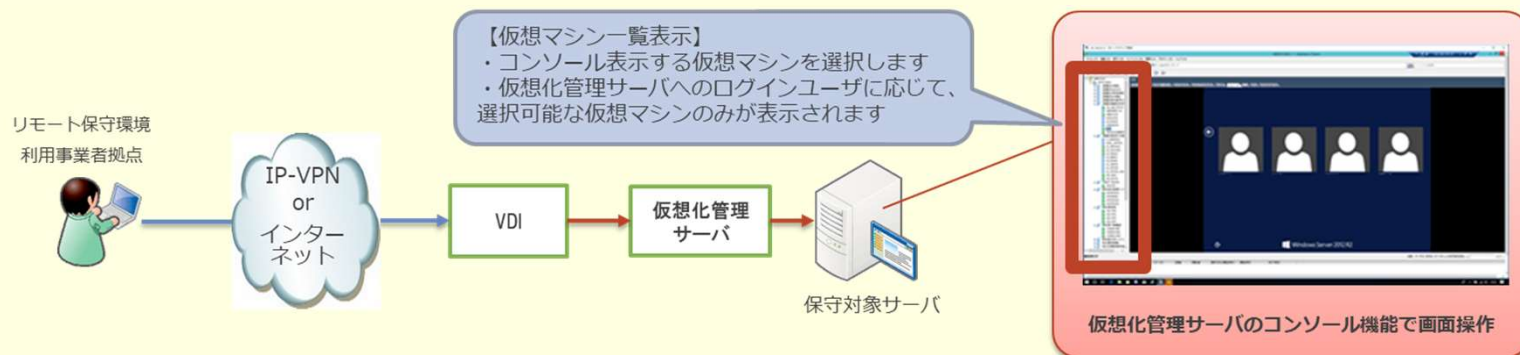 【仮想マシン一覧表示】
・コンソール表示する仮想マシンを選択します
・仮想化管理サーバへのログインユーザに応じて、
選択可能な仮想マシンのみが表示されます
リモート保守環境
利用事業者拠点
IP-VPN
or
インター
ネット
VDI
仮想化管理
サーバ
保守対象サーバ
Windows Server 2012 R2
仮想化管理サーバのコンソール機能で画面操作